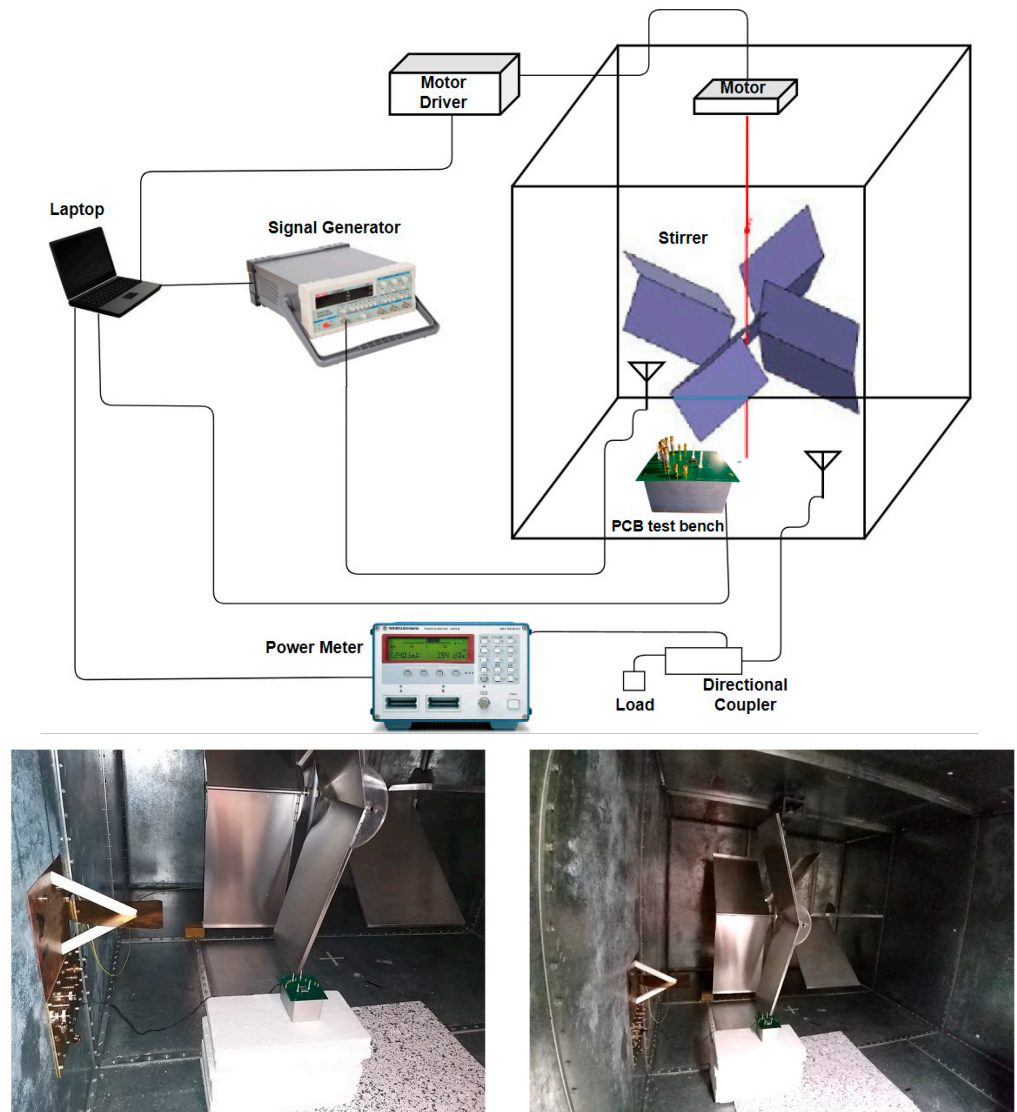 Motor
Driver
Motor
Laptop
Signal Generator
Stirrer
PCB test bench
Power Meter
Load
Directional
Coupler